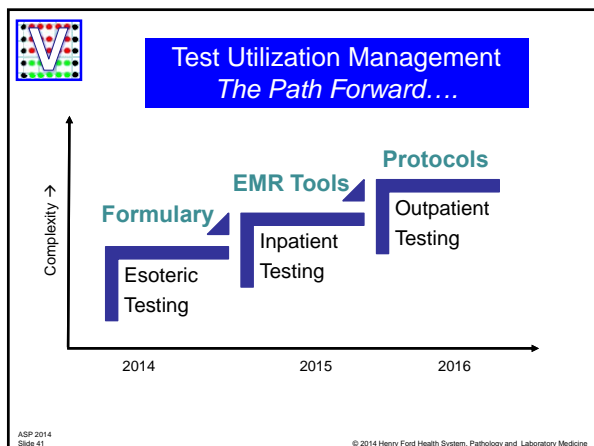 V
Test Utilization Management
The Path Forward....
Complexity →
Formulary
Esoteric
Testing
EMR Tools
Inpatient
Testing
Protocols
Outpatient
Testing
2014
2015
2016
ASP 2014
Slide 41
© 2014 Henry Ford Health System, Pathology and Laboratory Medicine